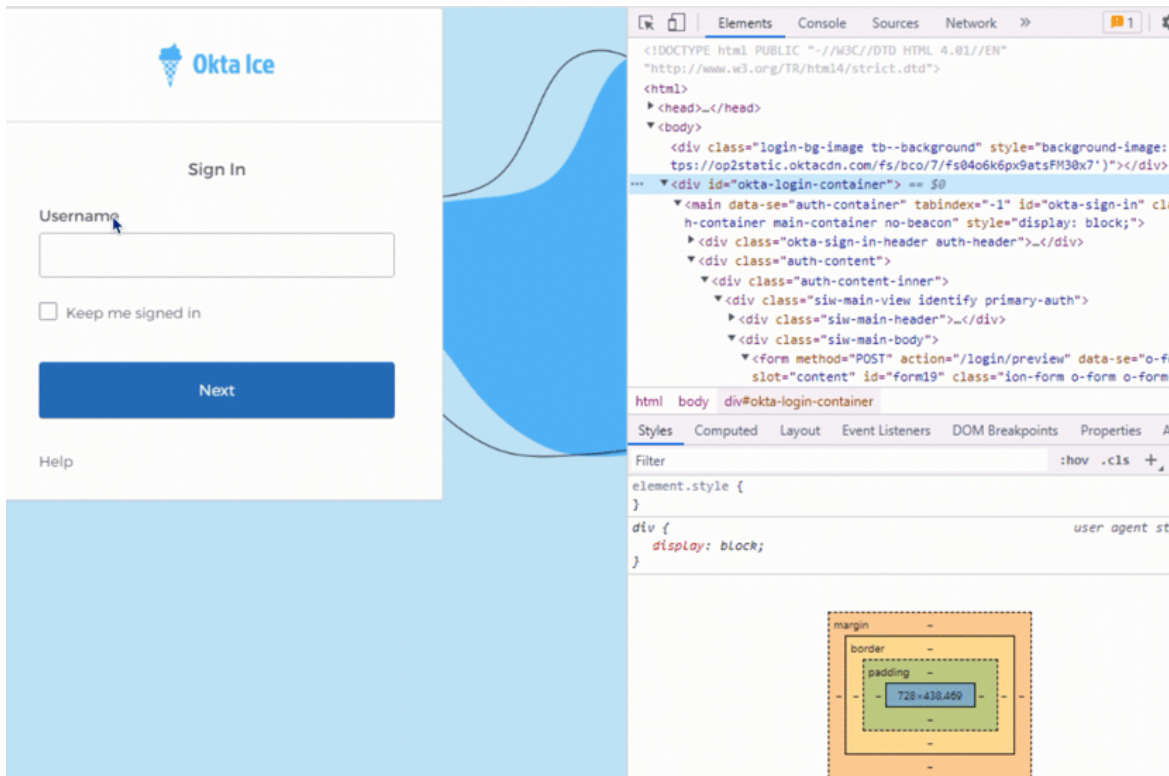 Okta Ice
Sign In
Username
Keep me signed in
Next
Help
Elements Console Sources Network » 1
<!DOCTYPE html PUBLIC "-//W3C//DTD HTML 4.01//EN"
"http://www.w3.org/TR/html4/strict.dtd">
<html>
<head>…</head>
<body>
<div class="login-bg-image tb--background" style="background-image:
tps://op2static.oktacdn.com/fs/bco/7/fs04o6k6px9atsFM30x7')"></div>
<div id="okta-login-container"> == $0
<main data-se="auth-container" tabindex="-1" id="okta-sign-in" cla
h-container main-container no-beacon" style="display: block;">
<div class="okta-sign-in-header auth-header">…</div>
<div class="auth-content">
<div class="auth-content-inner">
<div class="siw-main-view identify primary-auth">
<div class="siw-main-header">…</div>
<div class="siw-main-body">
<form method="POST" action="/login/preview" data-se="o-fo
slot="content" id="form19" class="ion-form o-form o-form
html body div#okta-login-container
Styles Computed Layout Event Listeners DOM Breakpoints Properties A
Filter :hov .cls +
element.style {
}
div { user agent st
display: block;
}
margin –
border –
padding –
– – – 728×438.469 – – –
–
–
–